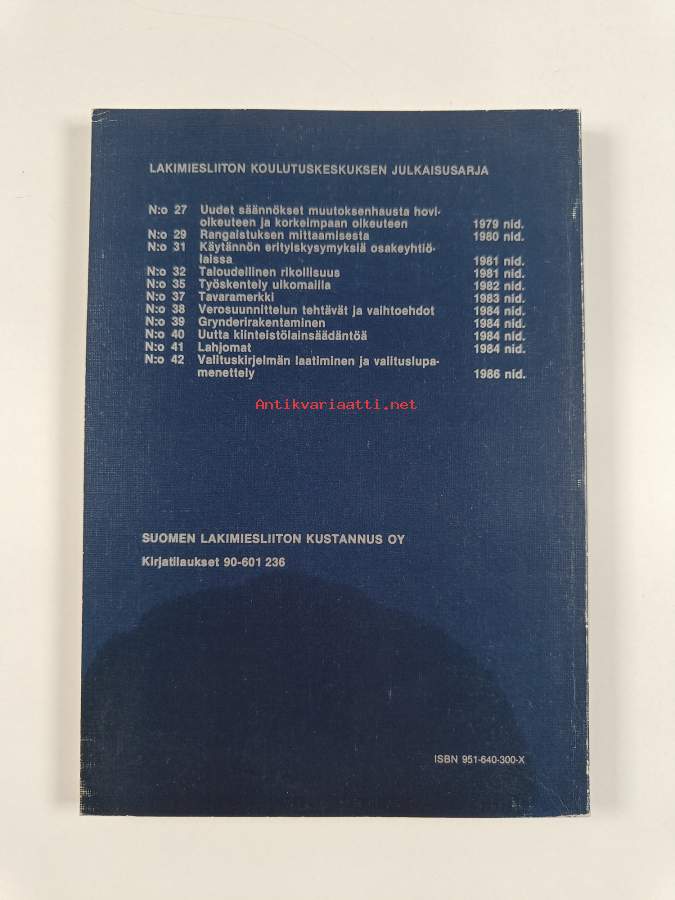 LAKIMIESLIITON KOULUTUSKESKUKSEN JULKAISUSARJA
N:o 27 Uudet säännökset muutoksenhausta hovi-
oikeuteen ja korkeimpaan oikeuteen 1979 nid.
N:o 29 Rangaistuksen mittaamisesta 1980 nid.
N:o 31 Käytännön erityiskysymyksiä osakeyhtiö-
laissa 1981 nid.
N:o 32 Taloudellinen rikollisuus 1981 nid.
N:o 35 Työskentely ulkomailla 1982 nid.
N:o 37 Tavaramerkki 1983 nid.
N:o 38 Verosuunnittelun tehtävät ja vaihtoehdot 1984 nid.
N:o 39 Grynderirakentaminen 1984 nid.
N:o 40 Uutta kiinteistölainsäädäntöä 1984 nid.
N:o 41 Lahjomat 1984 nid.
N:o 42 Valituskirjelmän laatiminen ja valituslupa-
menettely 1986 nid.
Antikvariaatti.net
SUOMEN LAKIMIESLIITON KUSTANNUS OY
Kirjatilaukset 90-601 236
ISBN 951-640-300-X